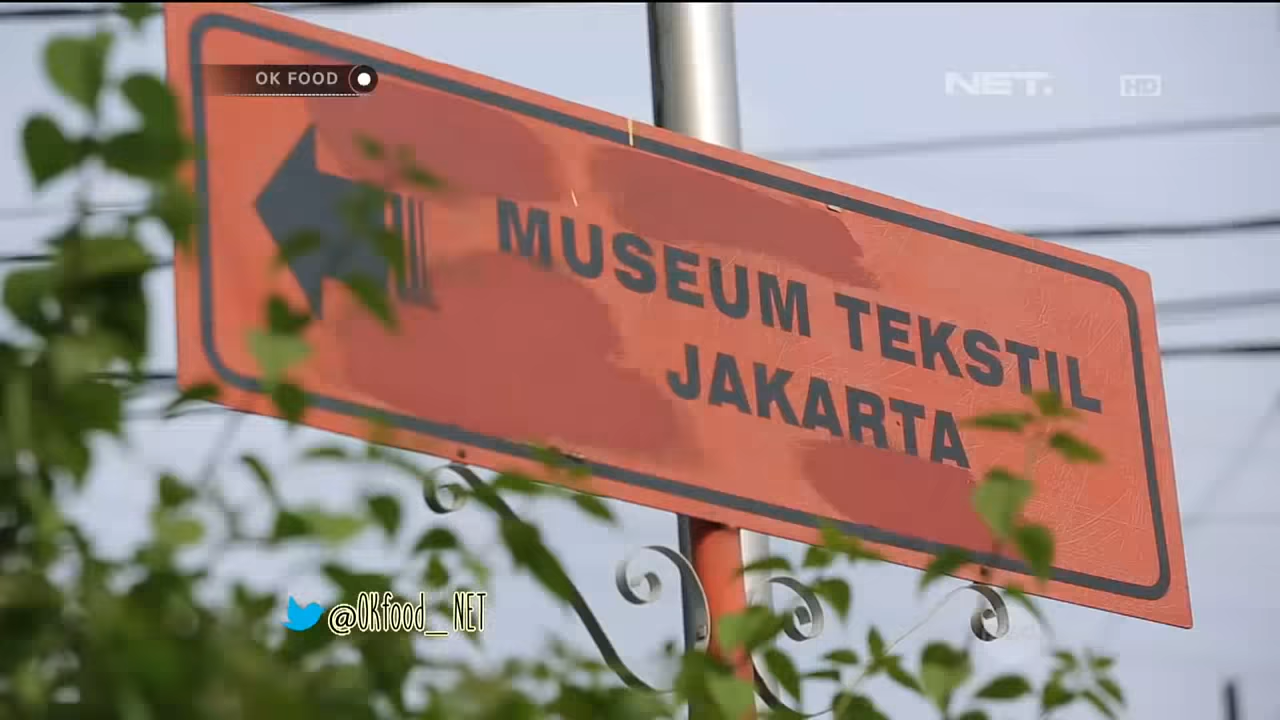 OK FOOD
NET.
HD
MUSEUM TEKSTIL
JAKARTA
@OKfood_NET